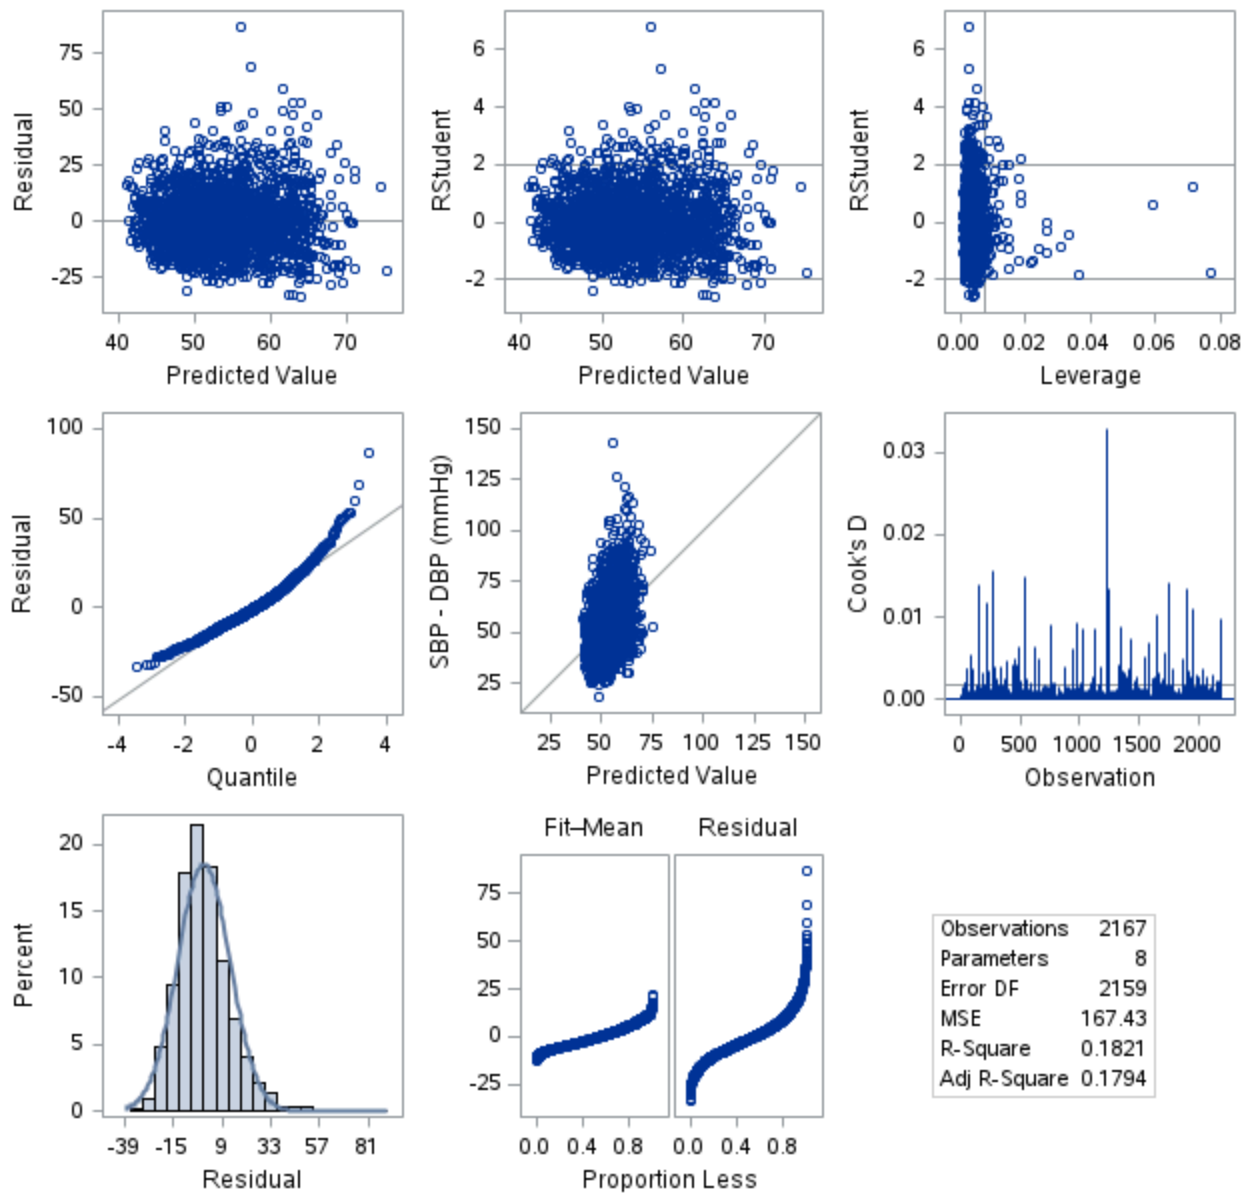 75
50
25
0
-25
40 50 60 70
Residual
Predicted Value
6
4
2
0
-2
40 50 60 70
RStudent
Predicted Value
6
4
2
0
-2
0.00 0.02 0.04 0.06 0.08
RStudent
Leverage
100
50
0
-50
-4 -2 0 2 4
Residual
Quantile
150
125
100
75
50
25
25 50 75 100 125 150
SBP - DBP (mmHg)
Predicted Value
0.03
0.02
0.01
0.00
0 500 1000 1500 2000
Cook's D
Observation
20
15
10
5
0
-39 -15 9 33 57 81
Percent
Residual
Fit–Mean Residual
75
50
25
0
-25
0.0 0.4 0.8 0.0 0.4 0.8
Proportion Less
Observations 2167
Parameters 8
Error DF 2159
MSE 167.43
R-Square 0.1821
Adj R-Square 0.1794